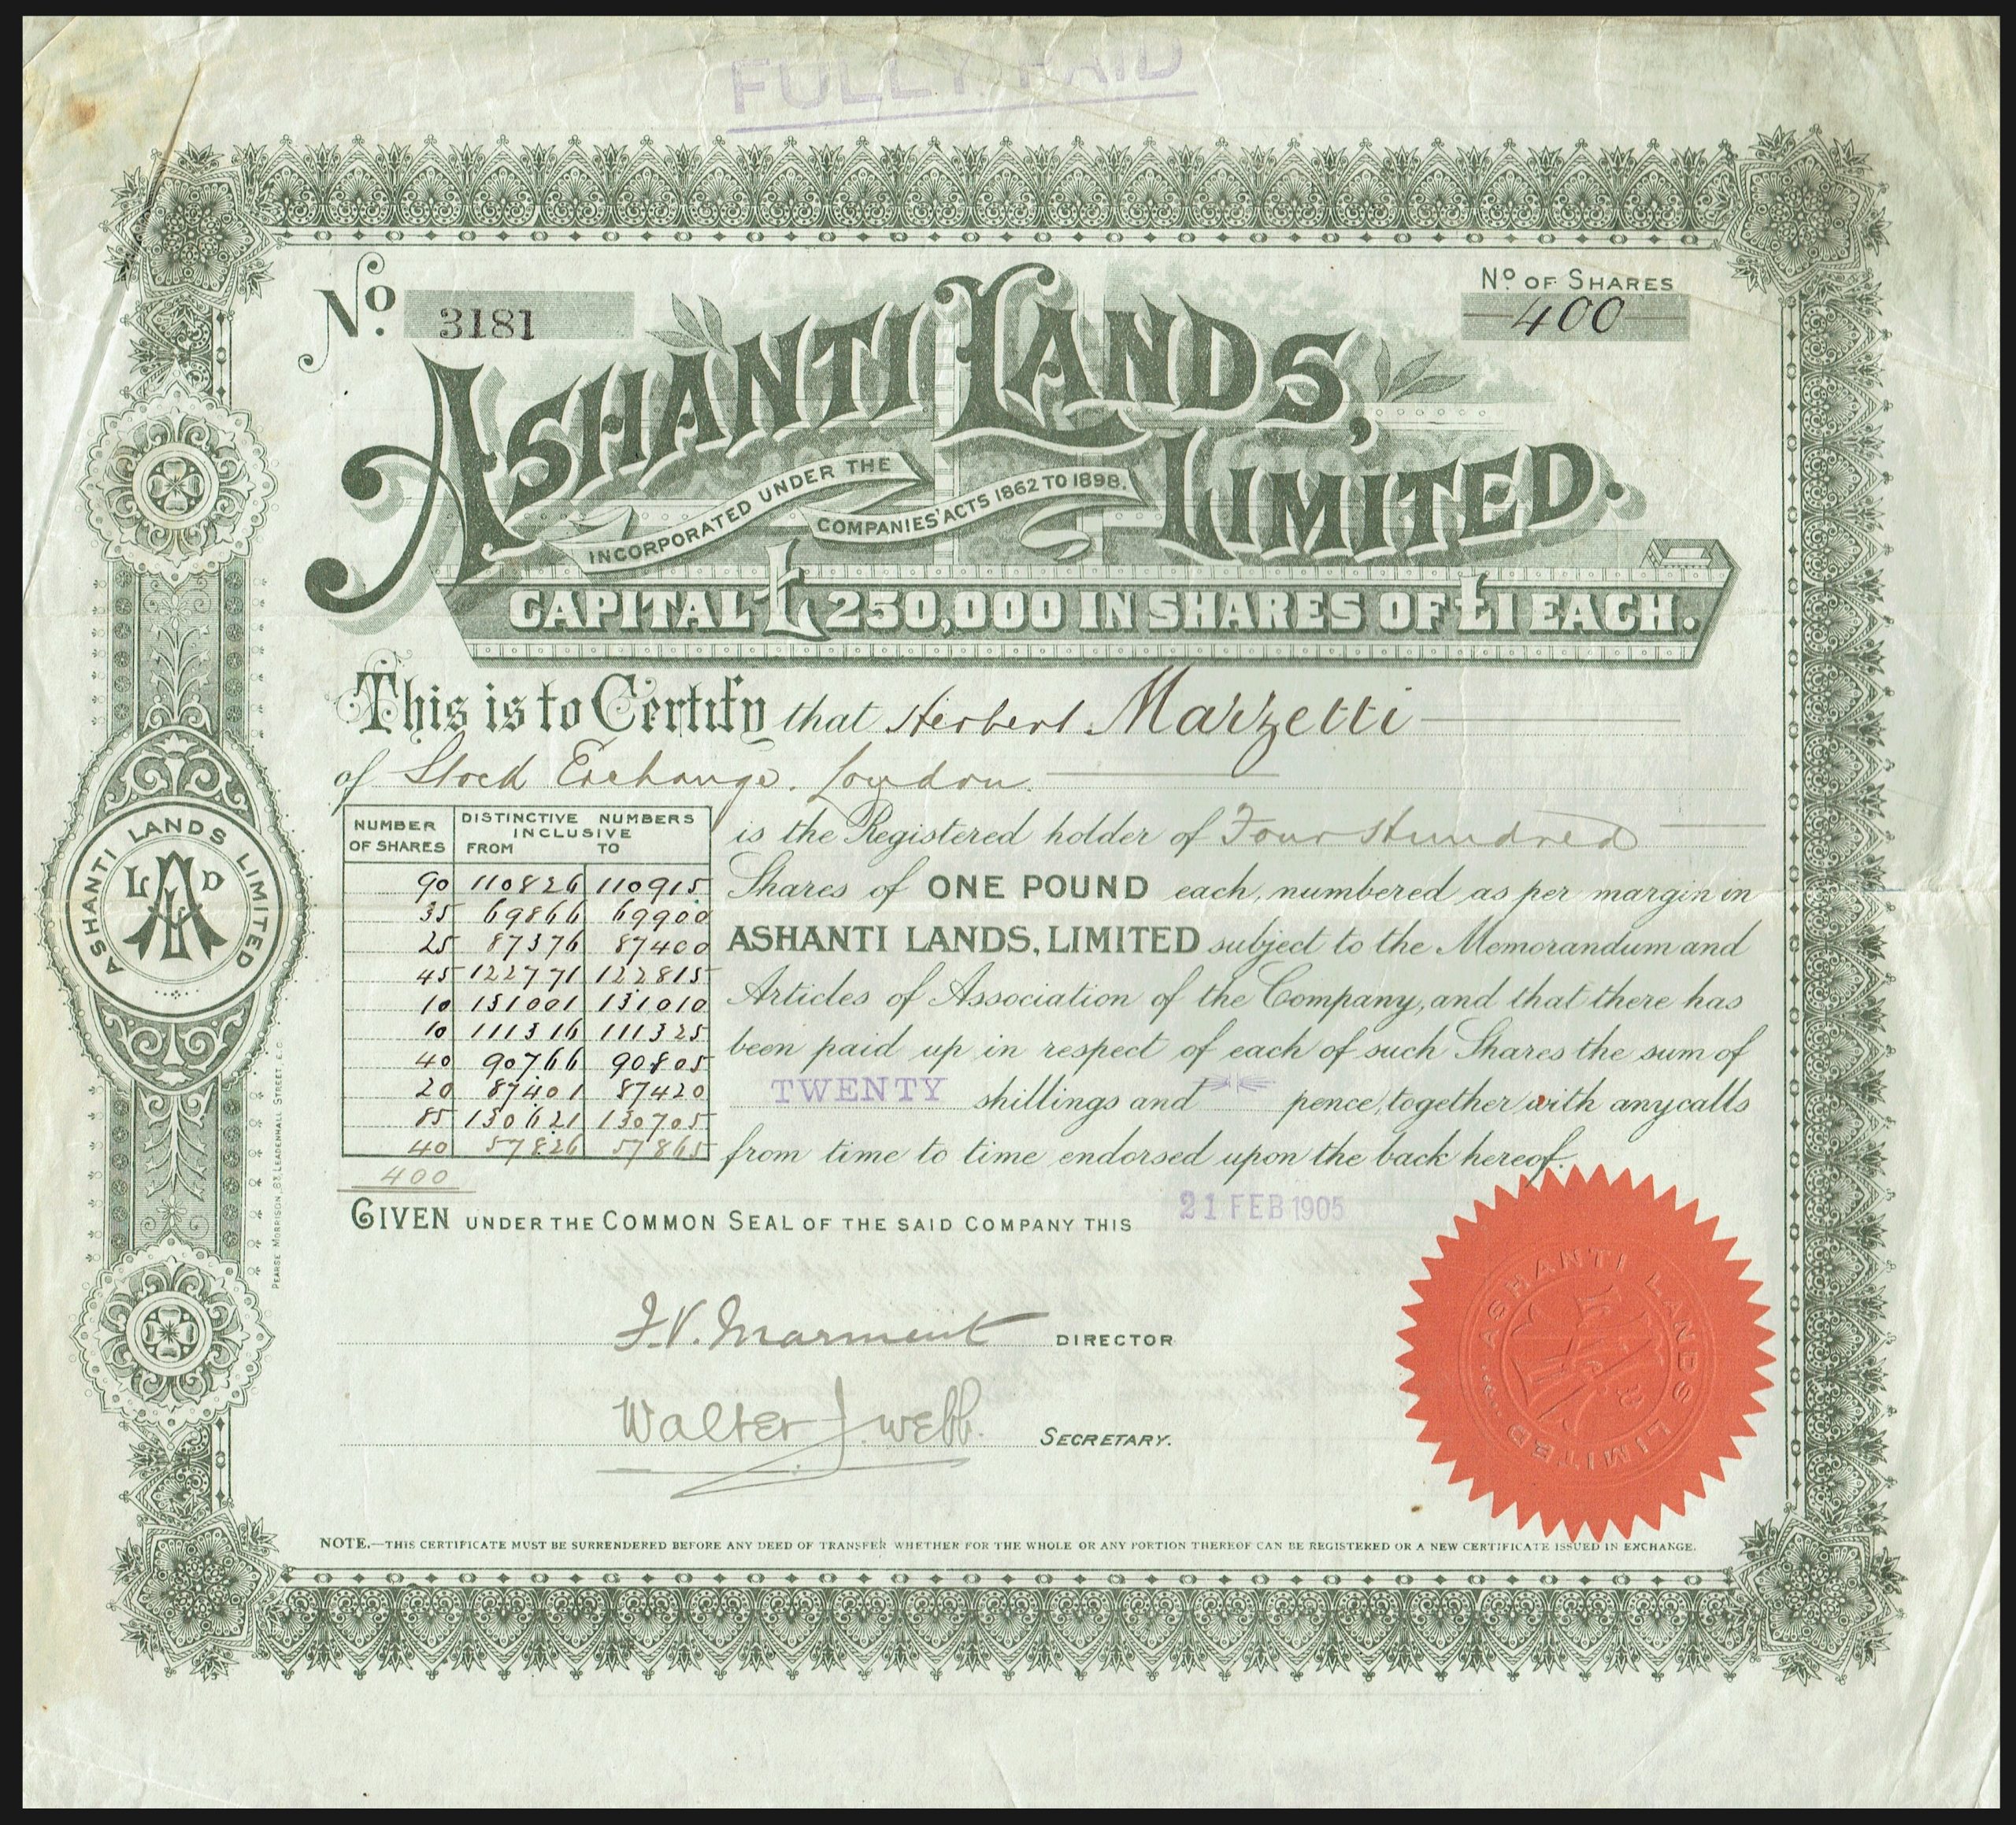 FULLY PAID
No. 3181
No. OF SHARES
400
ASHANTI LANDS,
LIMITED.
INCORPORATED UNDER THE
COMPANIES' ACTS 1862 TO 1898.
CAPITAL £250,000 IN SHARES OF £1 EACH.
This is to Certify that Herbert Marzetti
of Stock Exchange. London.
NUMBER OF SHARES DISTINCTIVE NUMBERS INCLUSIVE FROM TO
90 110826 110915
35 69866 69900
25 87376 87400
45 122771 122815
10 131001 131010
10 111316 111325
40 90766 90805
20 87401 87420
85 130621 130705
40 57826 57865
400
is the Registered holder of Four Hundred
Shares of ONE POUND each, numbered as per margin in
ASHANTI LANDS, LIMITED subject to the Memorandum and
Articles of Association of the Company, and that there has
been paid up in respect of each of such Shares the sum of
TWENTY shillings and pence, together with any calls
from time to time endorsed upon the back hereof.
GIVEN UNDER THE COMMON SEAL OF THE SAID COMPANY THIS 21 FEB 1905
F.V. Marment DIRECTOR
Walter J. Webb. SECRETARY.
ASHANTI LANDS LIMITED
L A D
PEARSE MORRISON, 83, LEADENHALL STREET, E.C.
ASHANTI LANDS LIMITED
NOTE.—THIS CERTIFICATE MUST BE SURRENDERED BEFORE ANY DEED OF TRANSFER WHETHER FOR THE WHOLE OR ANY PORTION THEREOF CAN BE REGISTERED OR A NEW CERTIFICATE ISSUED IN EXCHANGE.